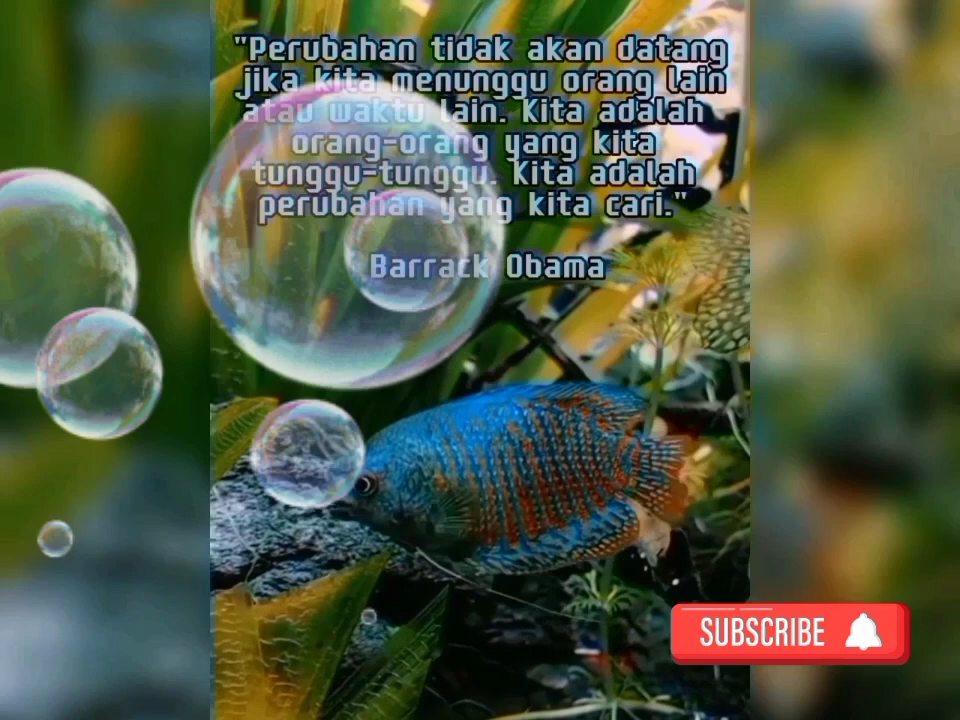 "Perubahan tidak akan datang
jika kita menunggu orang lain
atau waktu lain. Kita adalah
orang-orang yang kita
tunggu-tunggu. Kita adalah
perubahan yang kita cari."
Barrack Obama
SUBSCRIBE